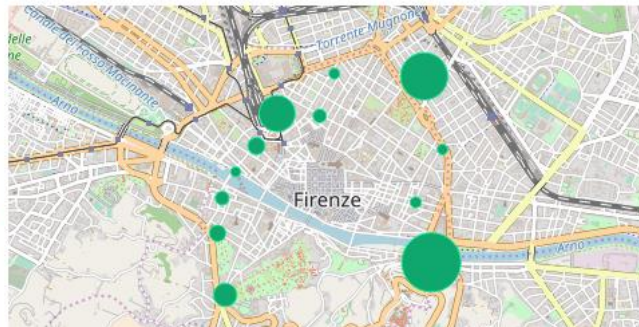 Torrente Mugnone
Canale del Fosso Macinante
Arno
Firenze
Arno